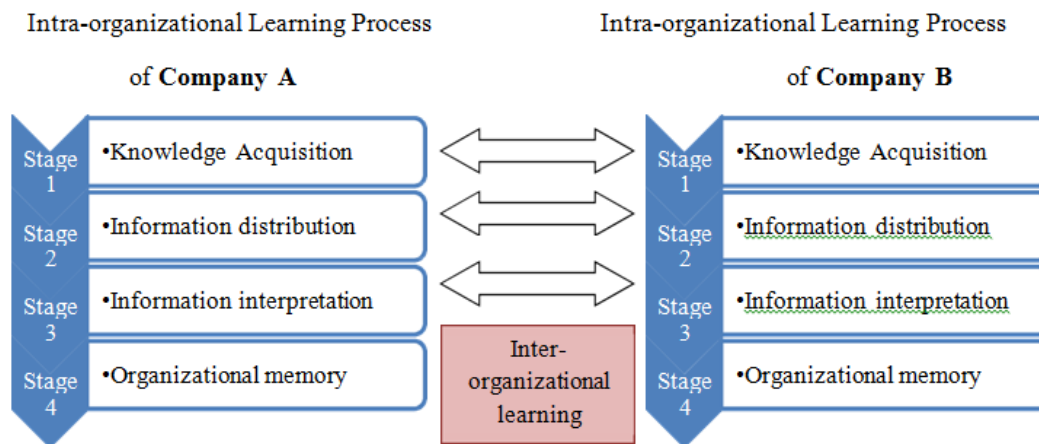 Intra-organizational Learning Process
of Company A
Stage
1
•Knowledge Acquisition
Stage
2
•Information distribution
Stage
3
•Information interpretation
Stage
4
•Organizational memory
Inter-
organizational
learning
Intra-organizational Learning Process
of Company B
Stage
1
•Knowledge Acquisition
Stage
2
•Information distribution
Stage
3
•Information interpretation
Stage
4
•Organizational memory